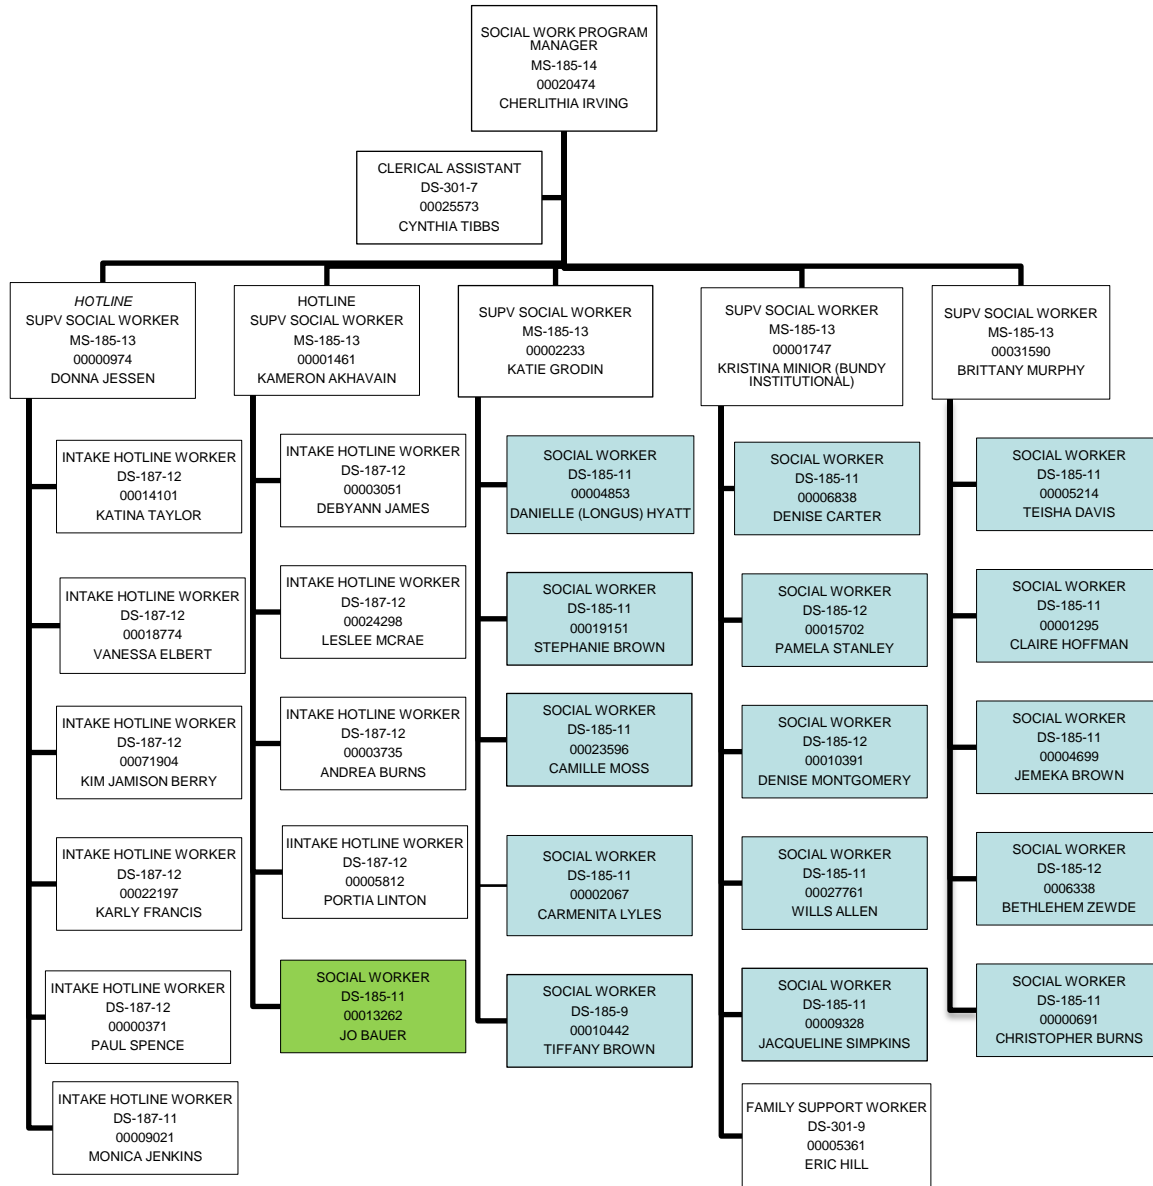 SOCIAL WORK PROGRAM
MANAGER
MS-185-14
00020474
CHERLITHIA IRVING
CLERICAL ASSISTANT
DS-301-7
00025573
CYNTHIA TIBBS
HOTLINE
SUPV SOCIAL WORKER
MS-185-13
00000974
DONNA JESSEN
INTAKE HOTLINE WORKER
DS-187-12
00014101
KATINA TAYLOR
INTAKE HOTLINE WORKER
DS-187-12
00018774
VANESSA ELBERT
INTAKE HOTLINE WORKER
DS-187-12
00071904
KIM JAMISON BERRY
INTAKE HOTLINE WORKER
DS-187-12
00022197
KARLY FRANCIS
INTAKE HOTLINE WORKER
DS-187-12
00000371
PAUL SPENCE
INTAKE HOTLINE WORKER
DS-187-11
00009021
MONICA JENKINS
HOTLINE
SUPV SOCIAL WORKER
MS-185-13
00001461
KAMERON AKHAVAIN
INTAKE HOTLINE WORKER
DS-187-12
00003051
DEBYANN JAMES
INTAKE HOTLINE WORKER
DS-187-12
00024298
LESLEE MCRAE
INTAKE HOTLINE WORKER
DS-187-12
00003735
ANDREA BURNS
IINTAKE HOTLINE WORKER
DS-187-12
00005812
PORTIA LINTON
SOCIAL WORKER
DS-185-11
00013262
JO BAUER
SUPV SOCIAL WORKER
MS-185-13
00002233
KATIE GRODIN
SOCIAL WORKER
DS-185-11
00004853
DANIELLE (LONGUS) HYATT
SOCIAL WORKER
DS-185-11
00019151
STEPHANIE BROWN
SOCIAL WORKER
DS-185-11
00023596
CAMILLE MOSS
SOCIAL WORKER
DS-185-11
00002067
CARMENITA LYLES
SOCIAL WORKER
DS-185-9
00010442
TIFFANY BROWN
SUPV SOCIAL WORKER
MS-185-13
00001747
KRISTINA MINIOR (BUNDY
INSTITUTIONAL)
SOCIAL WORKER
DS-185-11
00006838
DENISE CARTER
SOCIAL WORKER
DS-185-12
00015702
PAMELA STANLEY
SOCIAL WORKER
DS-185-12
00010391
DENISE MONTGOMERY
SOCIAL WORKER
DS-185-11
00027761
WILLS ALLEN
SOCIAL WORKER
DS-185-11
00009328
JACQUELINE SIMPKINS
FAMILY SUPPORT WORKER
DS-301-9
00005361
ERIC HILL
SUPV SOCIAL WORKER
MS-185-13
00031590
BRITTANY MURPHY
SOCIAL WORKER
DS-185-11
00005214
TEISHA DAVIS
SOCIAL WORKER
DS-185-11
00001295
CLAIRE HOFFMAN
SOCIAL WORKER
DS-185-11
00004699
JEMEKA BROWN
SOCIAL WORKER
DS-185-12
0006338
BETHLEHEM ZEWDE
SOCIAL WORKER
DS-185-11
00000691
CHRISTOPHER BURNS